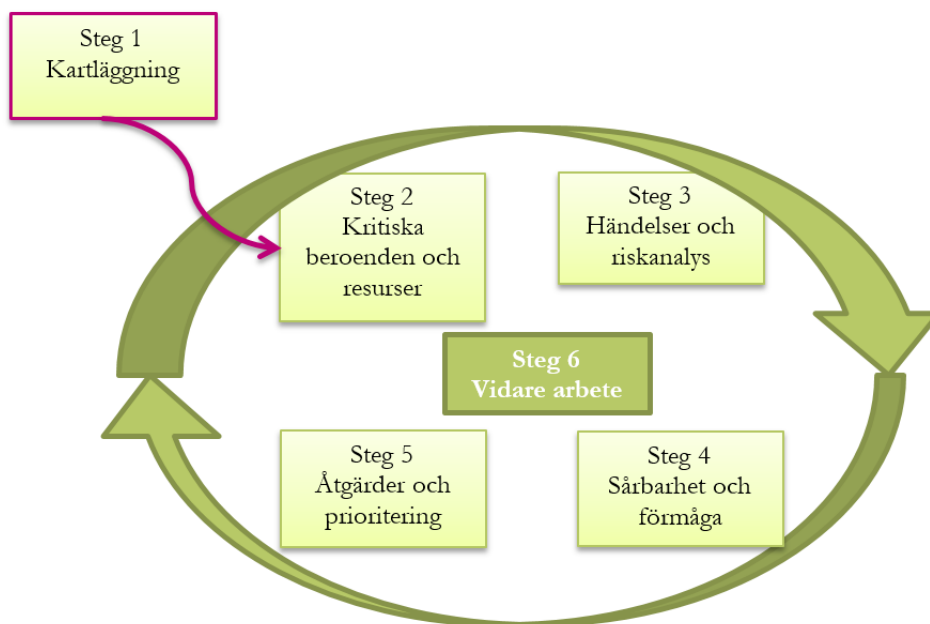 Steg 1
Kartläggning
Steg 2
Kritiska
beroenden och
resurser
Steg 3
Händelser och
riskanalys
Steg 6
Vidare arbete
Steg 5
Åtgärder och
prioritering
Steg 4
Sårbarhet och
förmåga